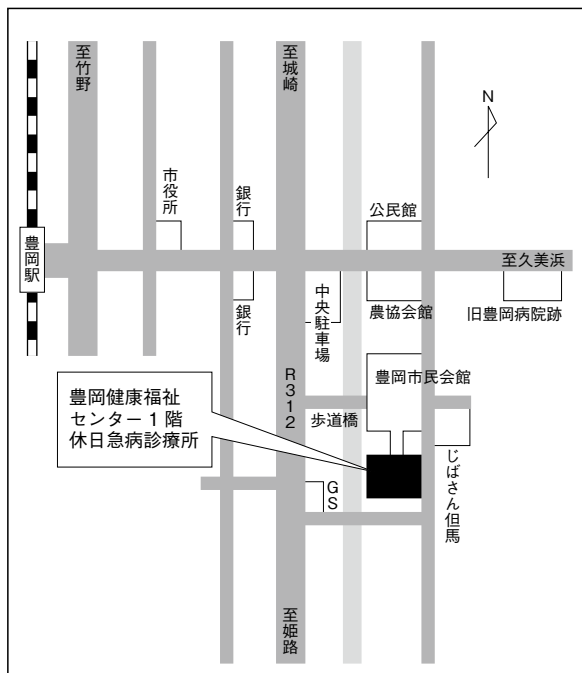 至竹野
至城崎
N
市役所
銀行
公民館
豊岡駅
至久美浜
銀行
中央駐車場
農協会館
旧豊岡病院跡
R312
豊岡市民会館
豊岡健康福祉
センター1階
休日急病診療所
歩道橋
じばさん但馬
GS
至姫路